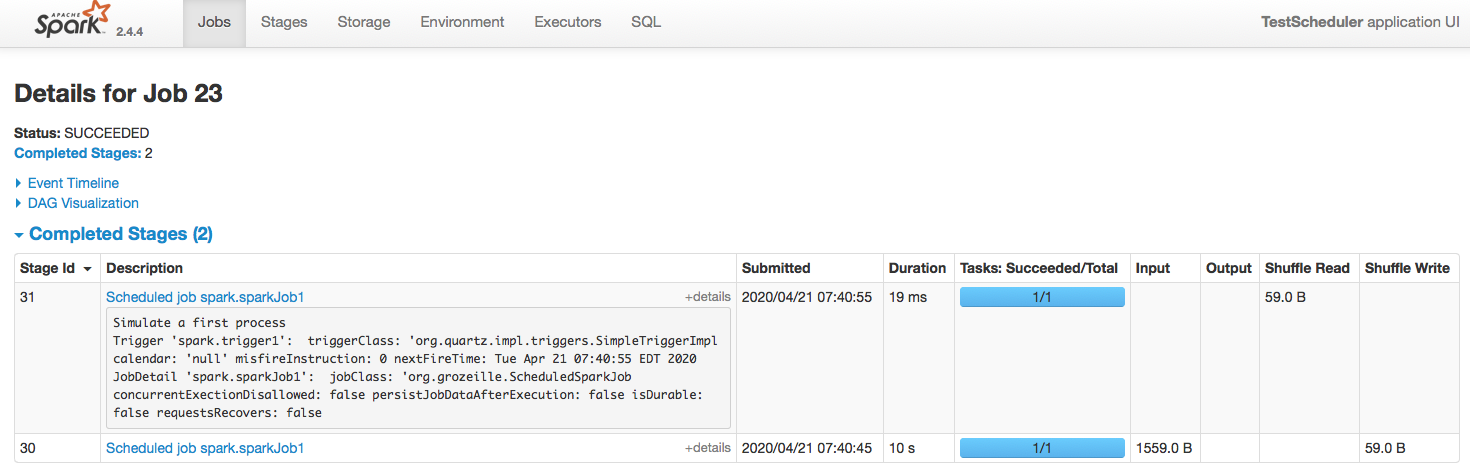 APACHE
Spark 2.4.4 Jobs Stages Storage Environment Executors SQL TestScheduler application UI
Details for Job 23
Status: SUCCEEDED
Completed Stages: 2
Event Timeline
DAG Visualization
Completed Stages (2)
Stage Id Description Submitted Duration Tasks: Succeeded/Total Input Output Shuffle Read Shuffle Write
31 Scheduled job spark.sparkJob1 +details 2020/04/21 07:40:55 19 ms 1/1 59.0 B
Simulate a first process
Trigger 'spark.trigger1':  triggerClass: 'org.quartz.impl.triggers.SimpleTriggerImpl
calendar: 'null' misfireInstruction: 0 nextFireTime: Tue Apr 21 07:40:55 EDT 2020
JobDetail 'spark.sparkJob1':  jobClass: 'org.grozeille.ScheduledSparkJob
concurrentExectionDisallowed: false persistJobDataAfterExecution: false isDurable:
false requestsRecovers: false
30 Scheduled job spark.sparkJob1 +details 2020/04/21 07:40:45 10 s 1/1 1559.0 B 59.0 B